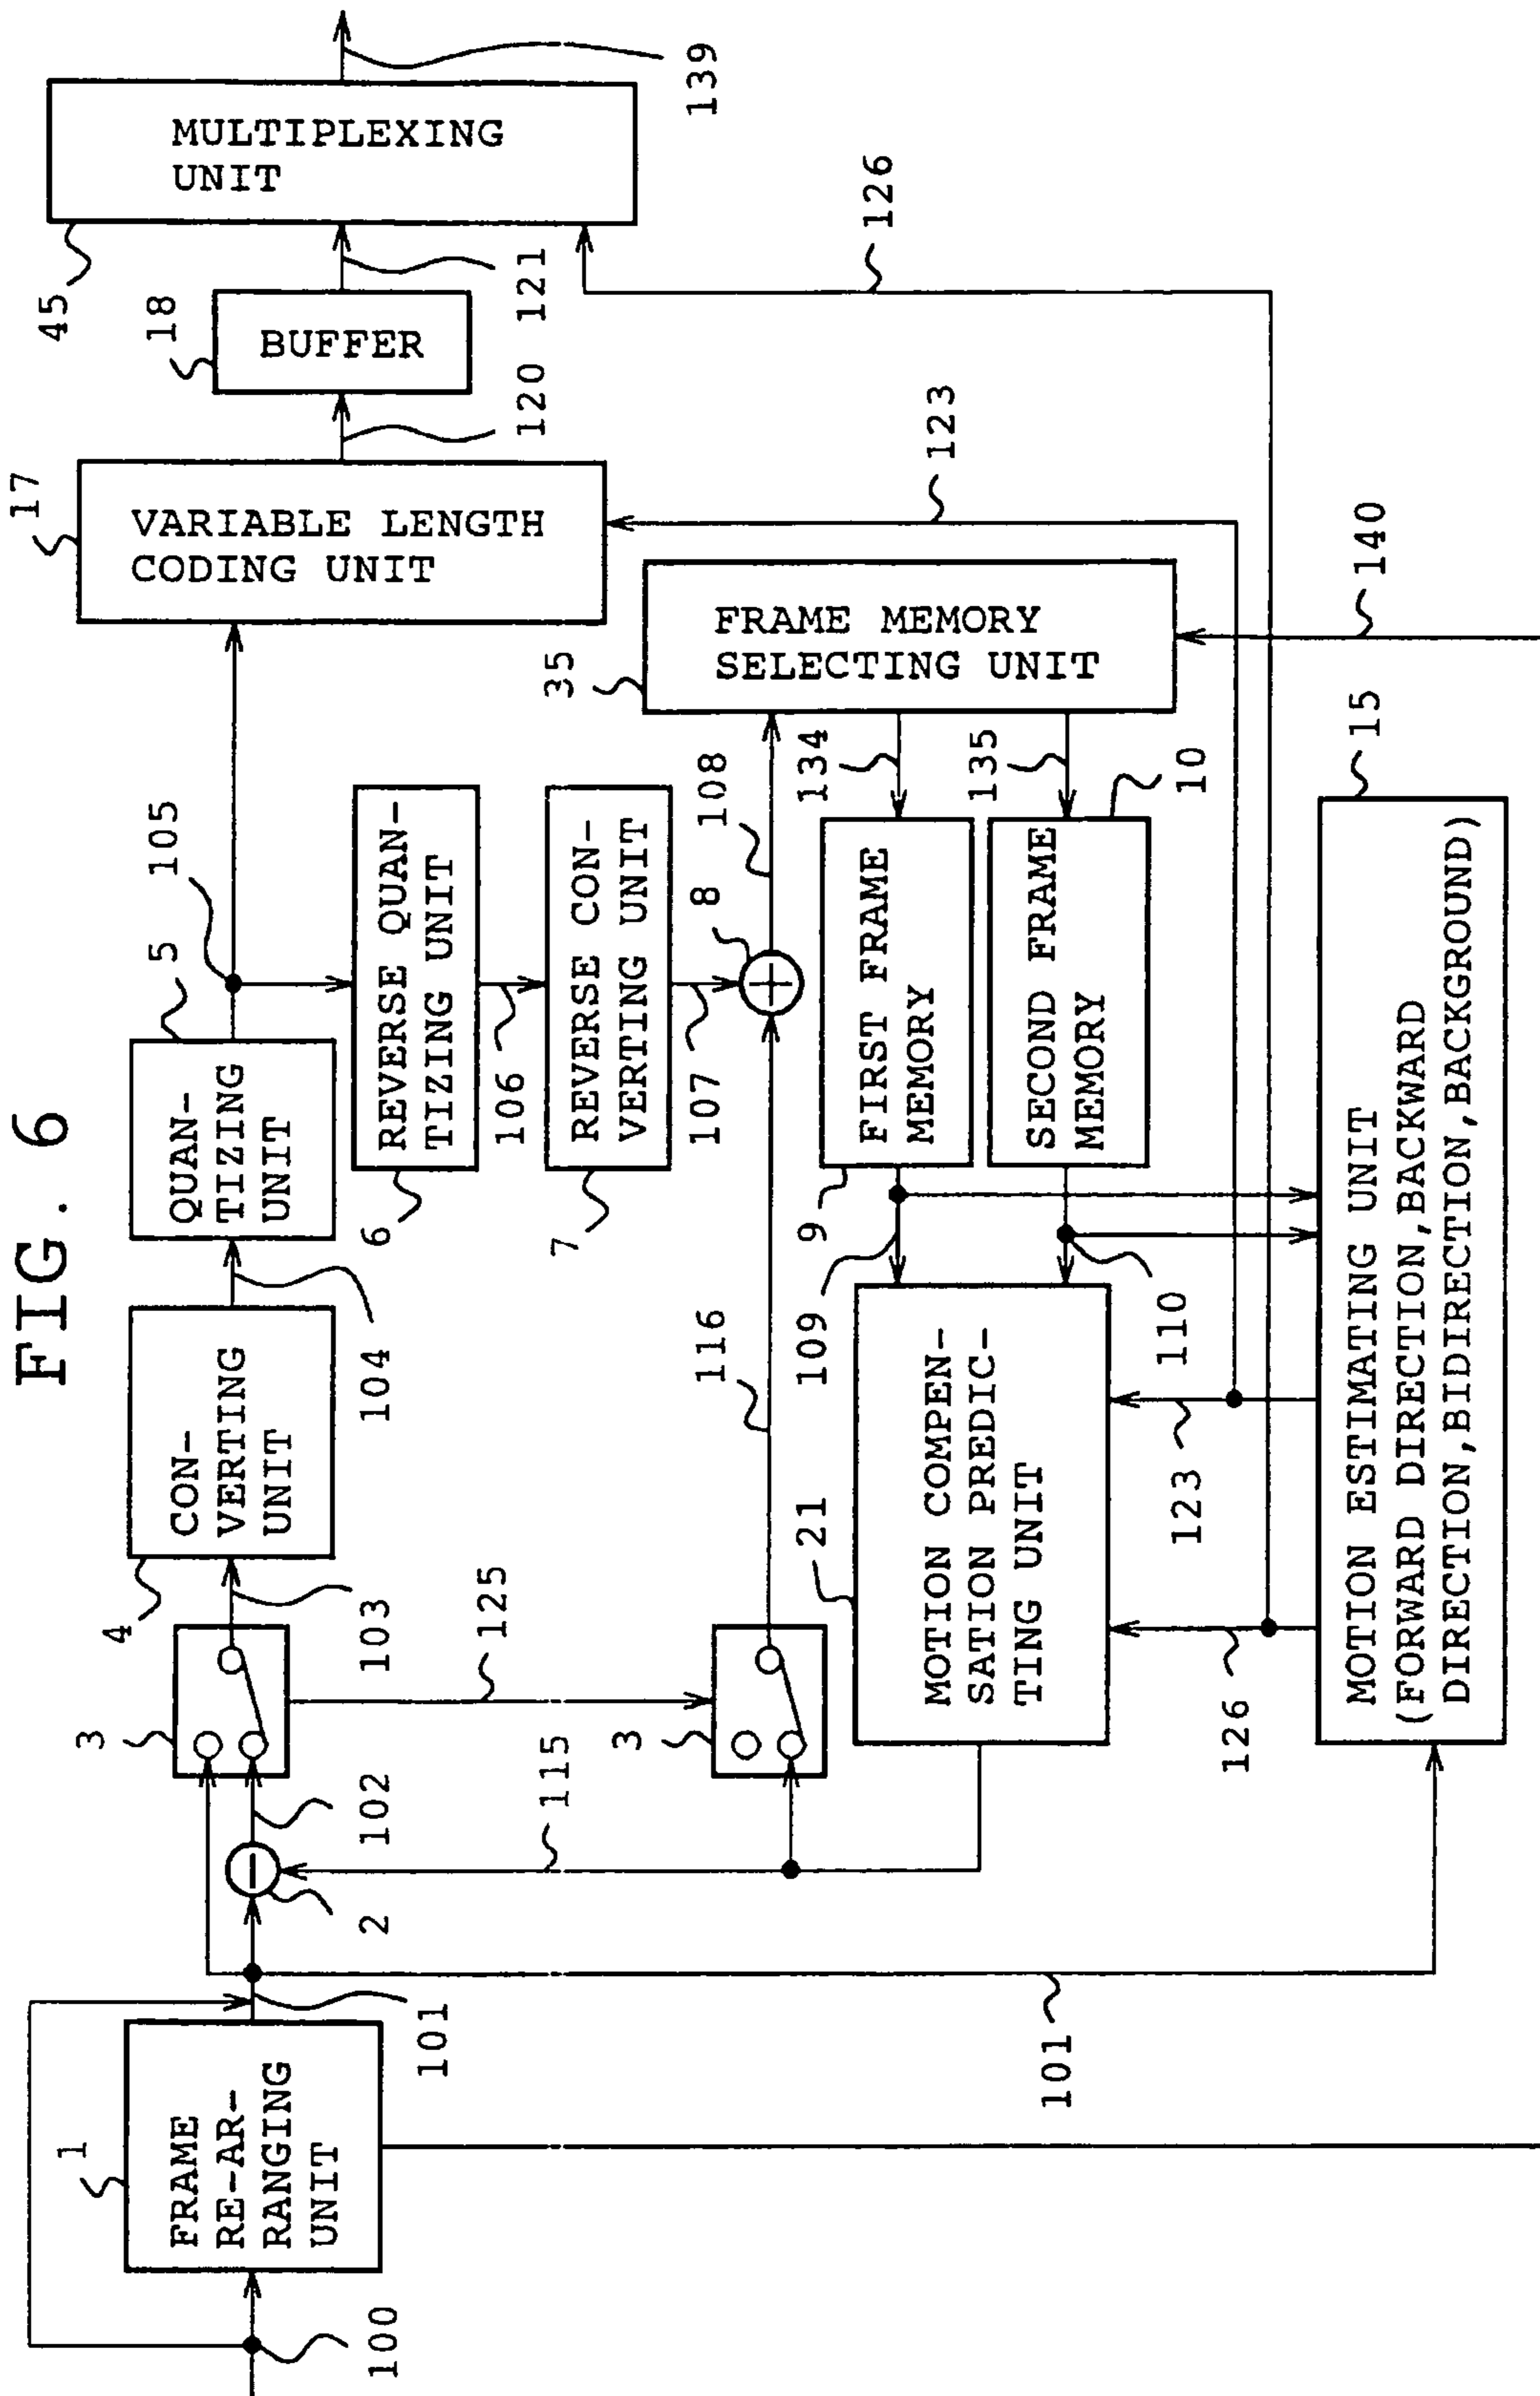 FIG. 6
1
FRAME
RE-AR-
RANGING
UNIT
100
101
101
2
102
3
103
4
CON-
VERTING
UNIT
104
5
QUAN-
TIZING
UNIT
105
17
VARIABLE LENGTH
CODING UNIT
120
18
BUFFER
121
45
MULTIPLEXING
UNIT
139
6
REVERSE QUAN-
TIZING UNIT
106
7
REVERSE CON-
VERTING UNIT
107
8
108
125
115
3
116
35
FRAME MEMORY
SELECTING UNIT
134
135
9
FIRST FRAME
MEMORY
10
SECOND FRAME
MEMORY
109
110
21
MOTION COMPEN-
SATION PREDIC-
TING UNIT
123
126
123
126
140
15
MOTION ESTIMATING UNIT
(FORWARD DIRECTION,BACKWARD
DIRECTION,BIDIRECTION,BACKGROUND)